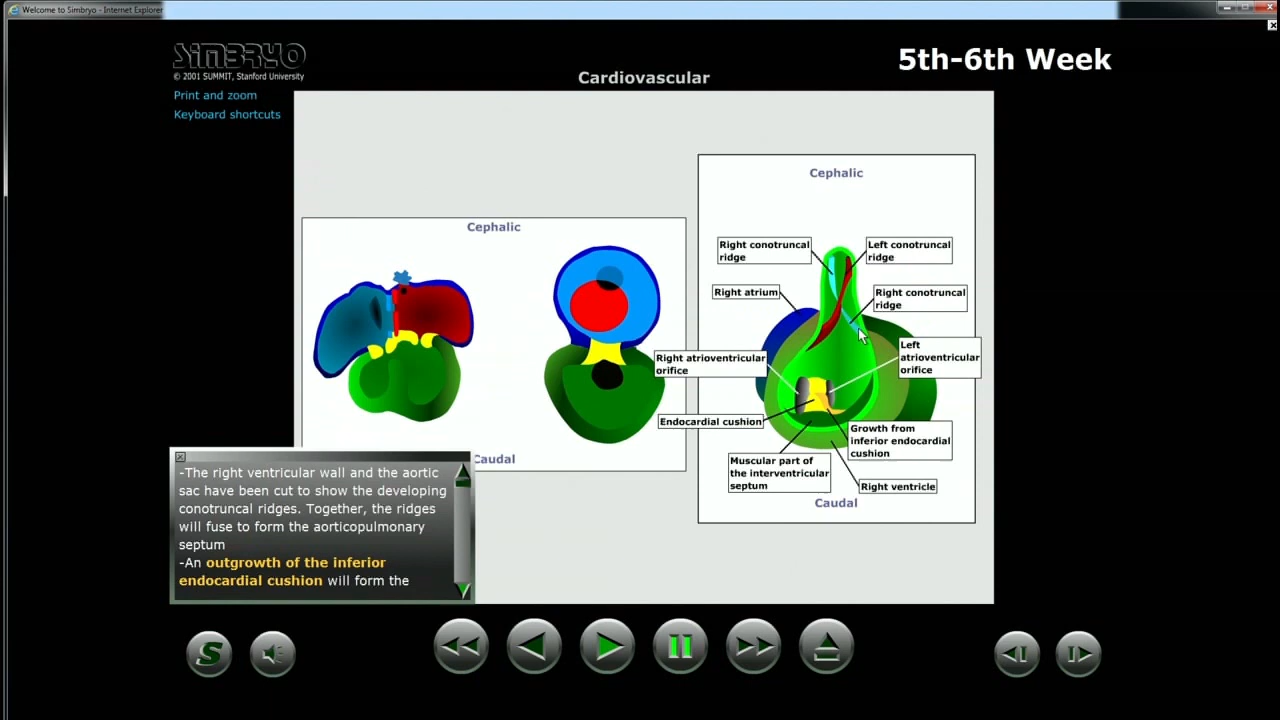 Welcome to Simbryo - Internet Explorer
SIMBRYO
© 2001 SUMMIT, Stanford University
Print and zoom
Keyboard shortcuts
Cardiovascular
5th-6th Week
Cephalic
Caudal
Cephalic
Right conotruncal
ridge
Left conotruncal
ridge
Right atrium
Right conotruncal
ridge
Right atrioventricular
orifice
Left
atrioventricular
orifice
Endocardial cushion
Growth from
inferior endocardial
cushion
Muscular part of
the interventricular
septum
Right ventricle
Caudal
-The right ventricular wall and the aortic
sac have been cut to show the developing
conotruncal ridges. Together, the ridges
will fuse to form the aorticopulmonary
septum
-An outgrowth of the inferior
endocardial cushion will form the
S